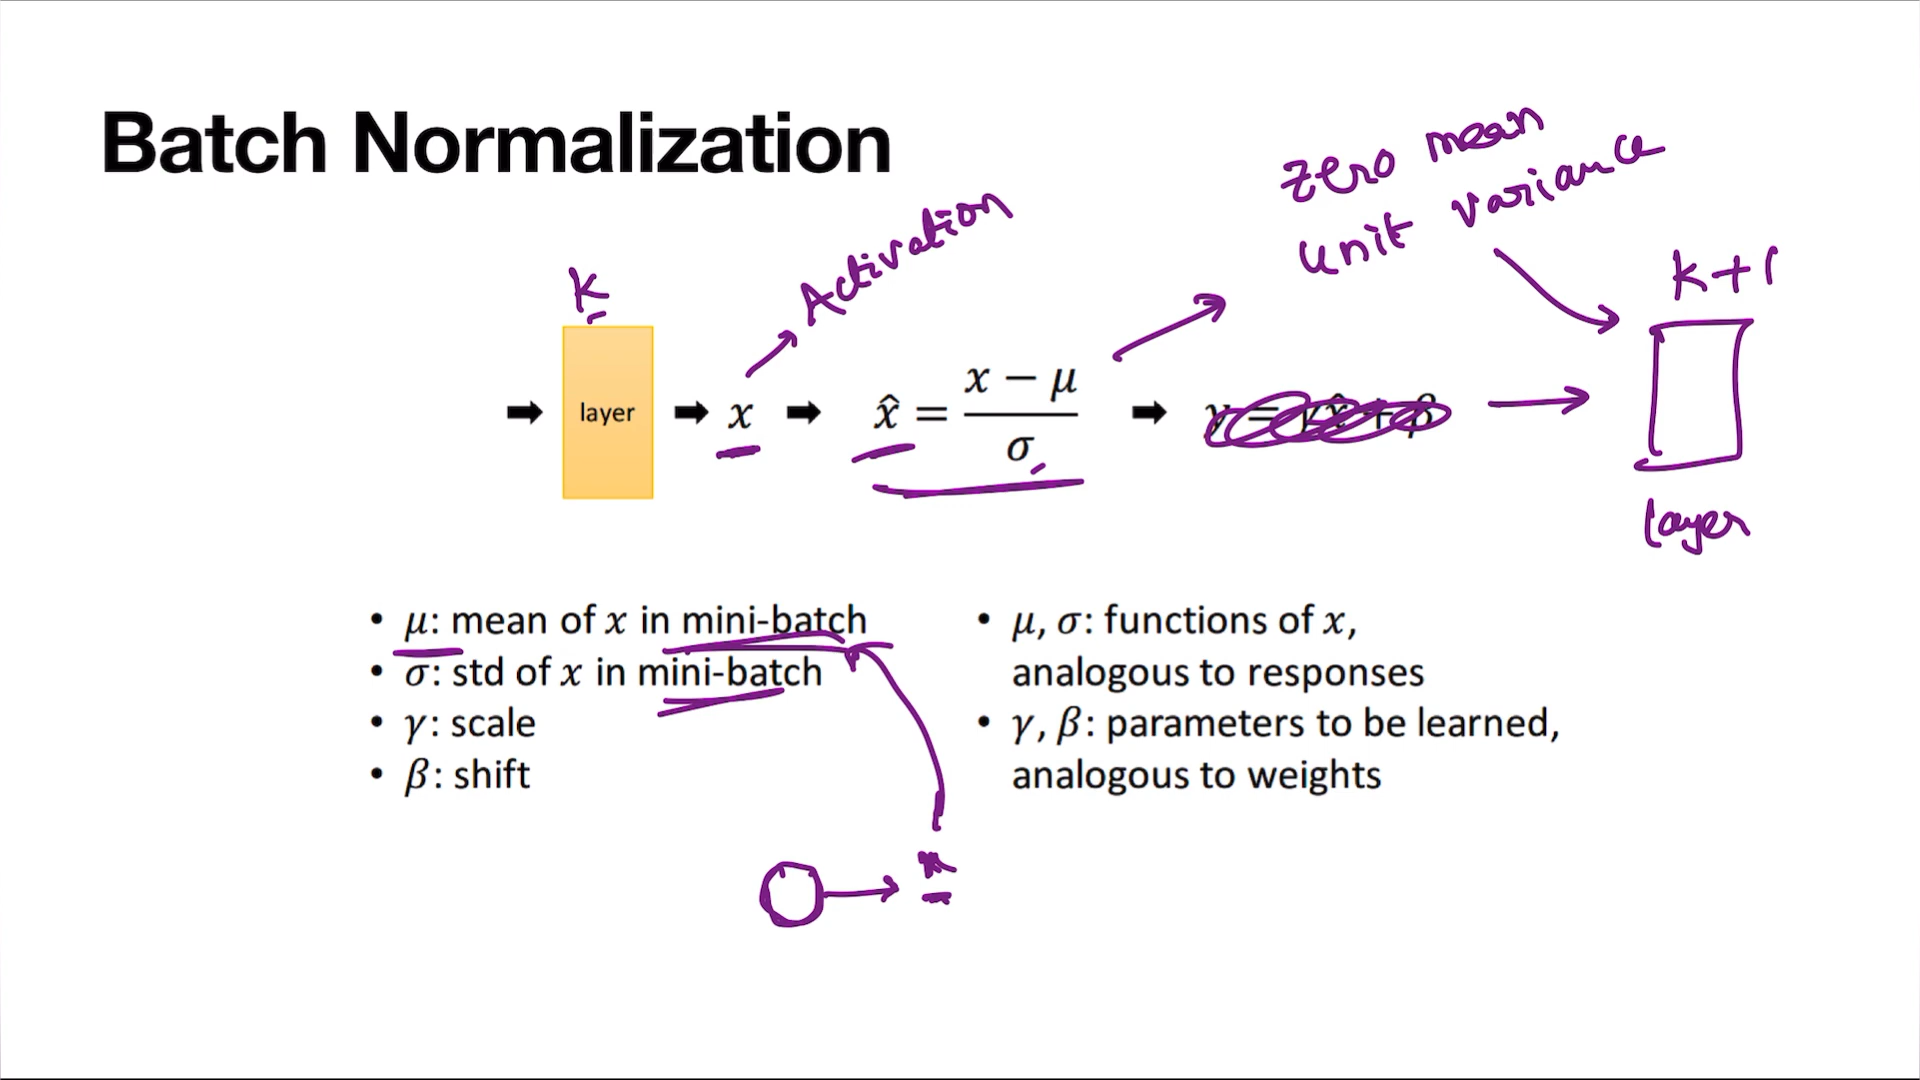 Batch Normalization
zero mean
unit variance
Activation
k
k+1
layer
x
x̂ = (x − μ) / σ
y = γx̂ + β
layer
• μ: mean of x in mini-batch
• σ: std of x in mini-batch
• γ: scale
• β: shift
• μ, σ: functions of x,
analogous to responses
• γ, β: parameters to be learned,
analogous to weights